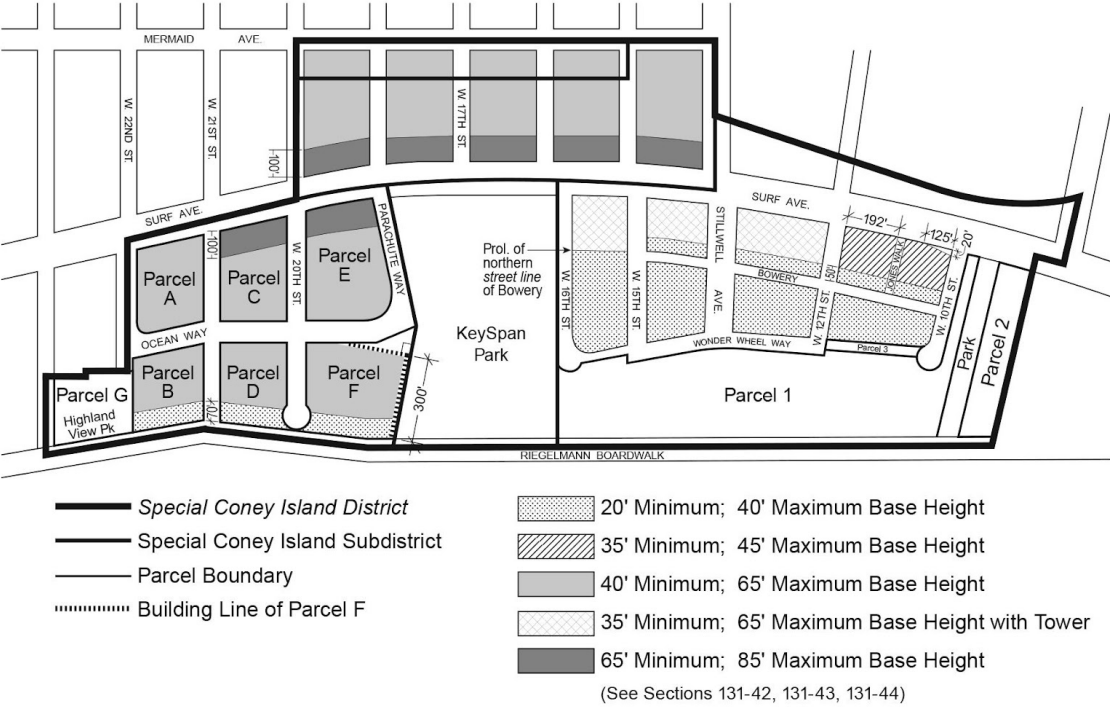 MERMAID AVE.
W. 22ND ST.
W. 21ST ST.
W. 17TH ST.
100'
SURF AVE.
PARACHUTE WAY
STILLWELL AVE.
SURF AVE.
192'
125'
20'
JONES WALK
100'
Parcel
A
Parcel
C
W. 20TH ST.
Parcel
E
Prol. of
northern
street line
of Bowery
W. 16TH ST.
W. 15TH ST.
BOWERY
50'
W. 12TH ST.
W. 10TH ST.
OCEAN WAY
KeySpan
Park
WONDER WHEEL WAY
Parcel 3
Park
Parcel 2
Parcel G
Highland
View Pk
Parcel
B
70'
Parcel
D
Parcel
F
300'
Parcel 1
RIEGELMANN BOARDWALK
Special Coney Island District
Special Coney Island Subdistrict
Parcel Boundary
Building Line of Parcel F
20' Minimum; 40' Maximum Base Height
35' Minimum; 45' Maximum Base Height
40' Minimum; 65' Maximum Base Height
35' Minimum; 65' Maximum Base Height with Tower
65' Minimum; 85' Maximum Base Height
(See Sections 131-42, 131-43, 131-44)